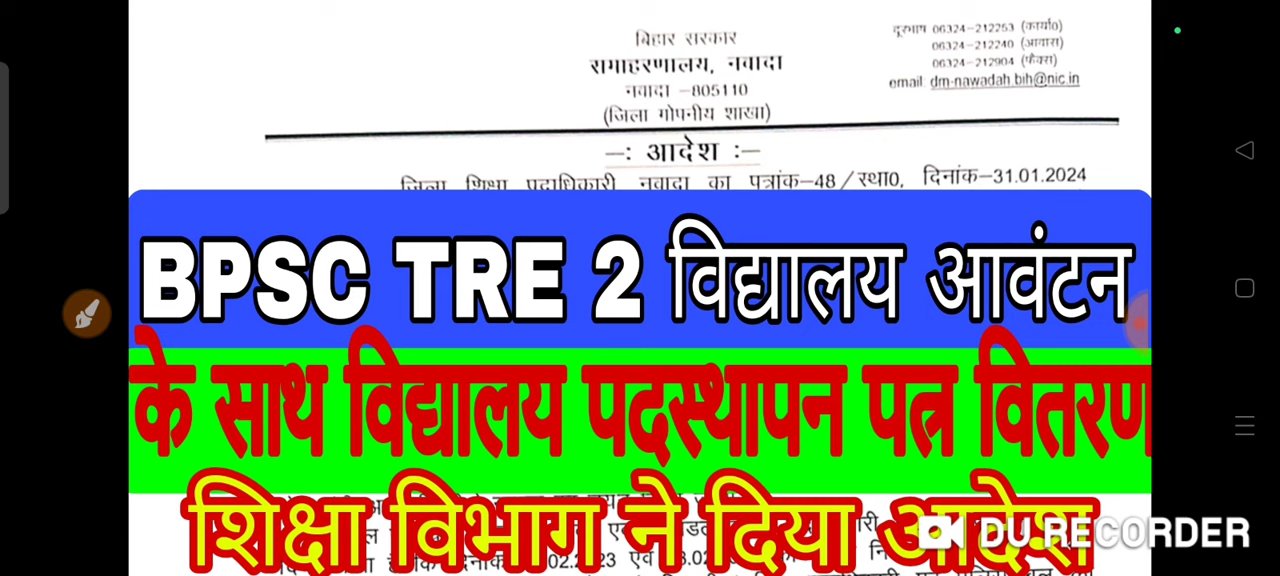 बिहार सरकार
समाहरणालय, नवादा
नवादा –805110
(जिला गोपनीय शाखा)
दूरभाष 06324-212253 (कार्या0)
06324-212240 (आवास)
06324-212904 (फैक्स)
email: dm-nawadah.bih@nic.in
–: आदेश :–
जिला शिक्षा पदाधिकारी नवादा का पत्रांक–48/स्था0, दिनांक–31.01.2024
BPSC TRE 2 विद्यालय आवंटन
के साथ विद्यालय पदस्थापन पत्र वितरण
शिक्षा विभाग ने दिया आदेश
DU RECORDER